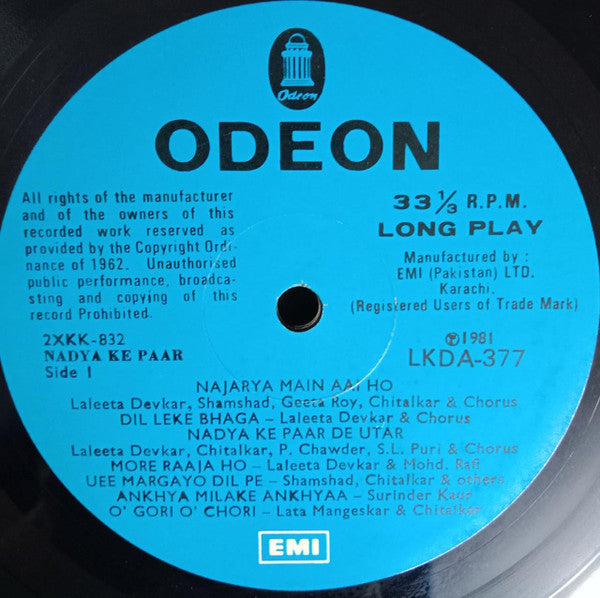 Odeon
ODEON
All rights of the manufacturer
and of the owners of this
recorded work reserved as
provided by the Copyright Ordi-
nance of 1962. Unauthorised
public performance, broadca-
sting and copying of this
record Prohibited.
33 1/3 R.P.M.
LONG PLAY
Manufactured by :
EMI (Pakistan) LTD.
Karachi.
(Registered Users of Trade Mark)
2XKK-832
NADYA KE PAAR
Side 1
Ⓟ1981
LKDA-377
NAJARYA MAIN AAI HO
Laleeta Devkar, Shamshad, Geeta Roy, Chitalkar & Chorus
DIL LEKE BHAGA – Laleeta Devkar & Chorus
NADYA KE PAAR DE UTAR
Laleeta Devkar, Chitalkar, P. Chawder, S.L. Puri & Chorus
MORE RAAJA HO – Laleeta Devkar & Mohd. Rafi
UEE MARGAYO DIL PE – Shamshad, Chitalkar & others
ANKHYA MILAKE ANKHYAA – Surinder Kaur
O' GORI O' CHORI – Lata Mangeskar & Chitalkar
EMI